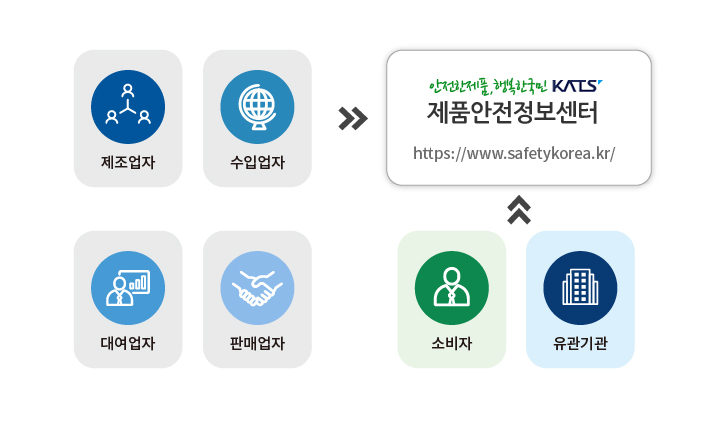 제조업자
수입업자
안전한제품, 행복한국민 KATS
제품안전정보센터
https://www.safetykorea.kr/
대여업자
판매업자
소비자
유관기관